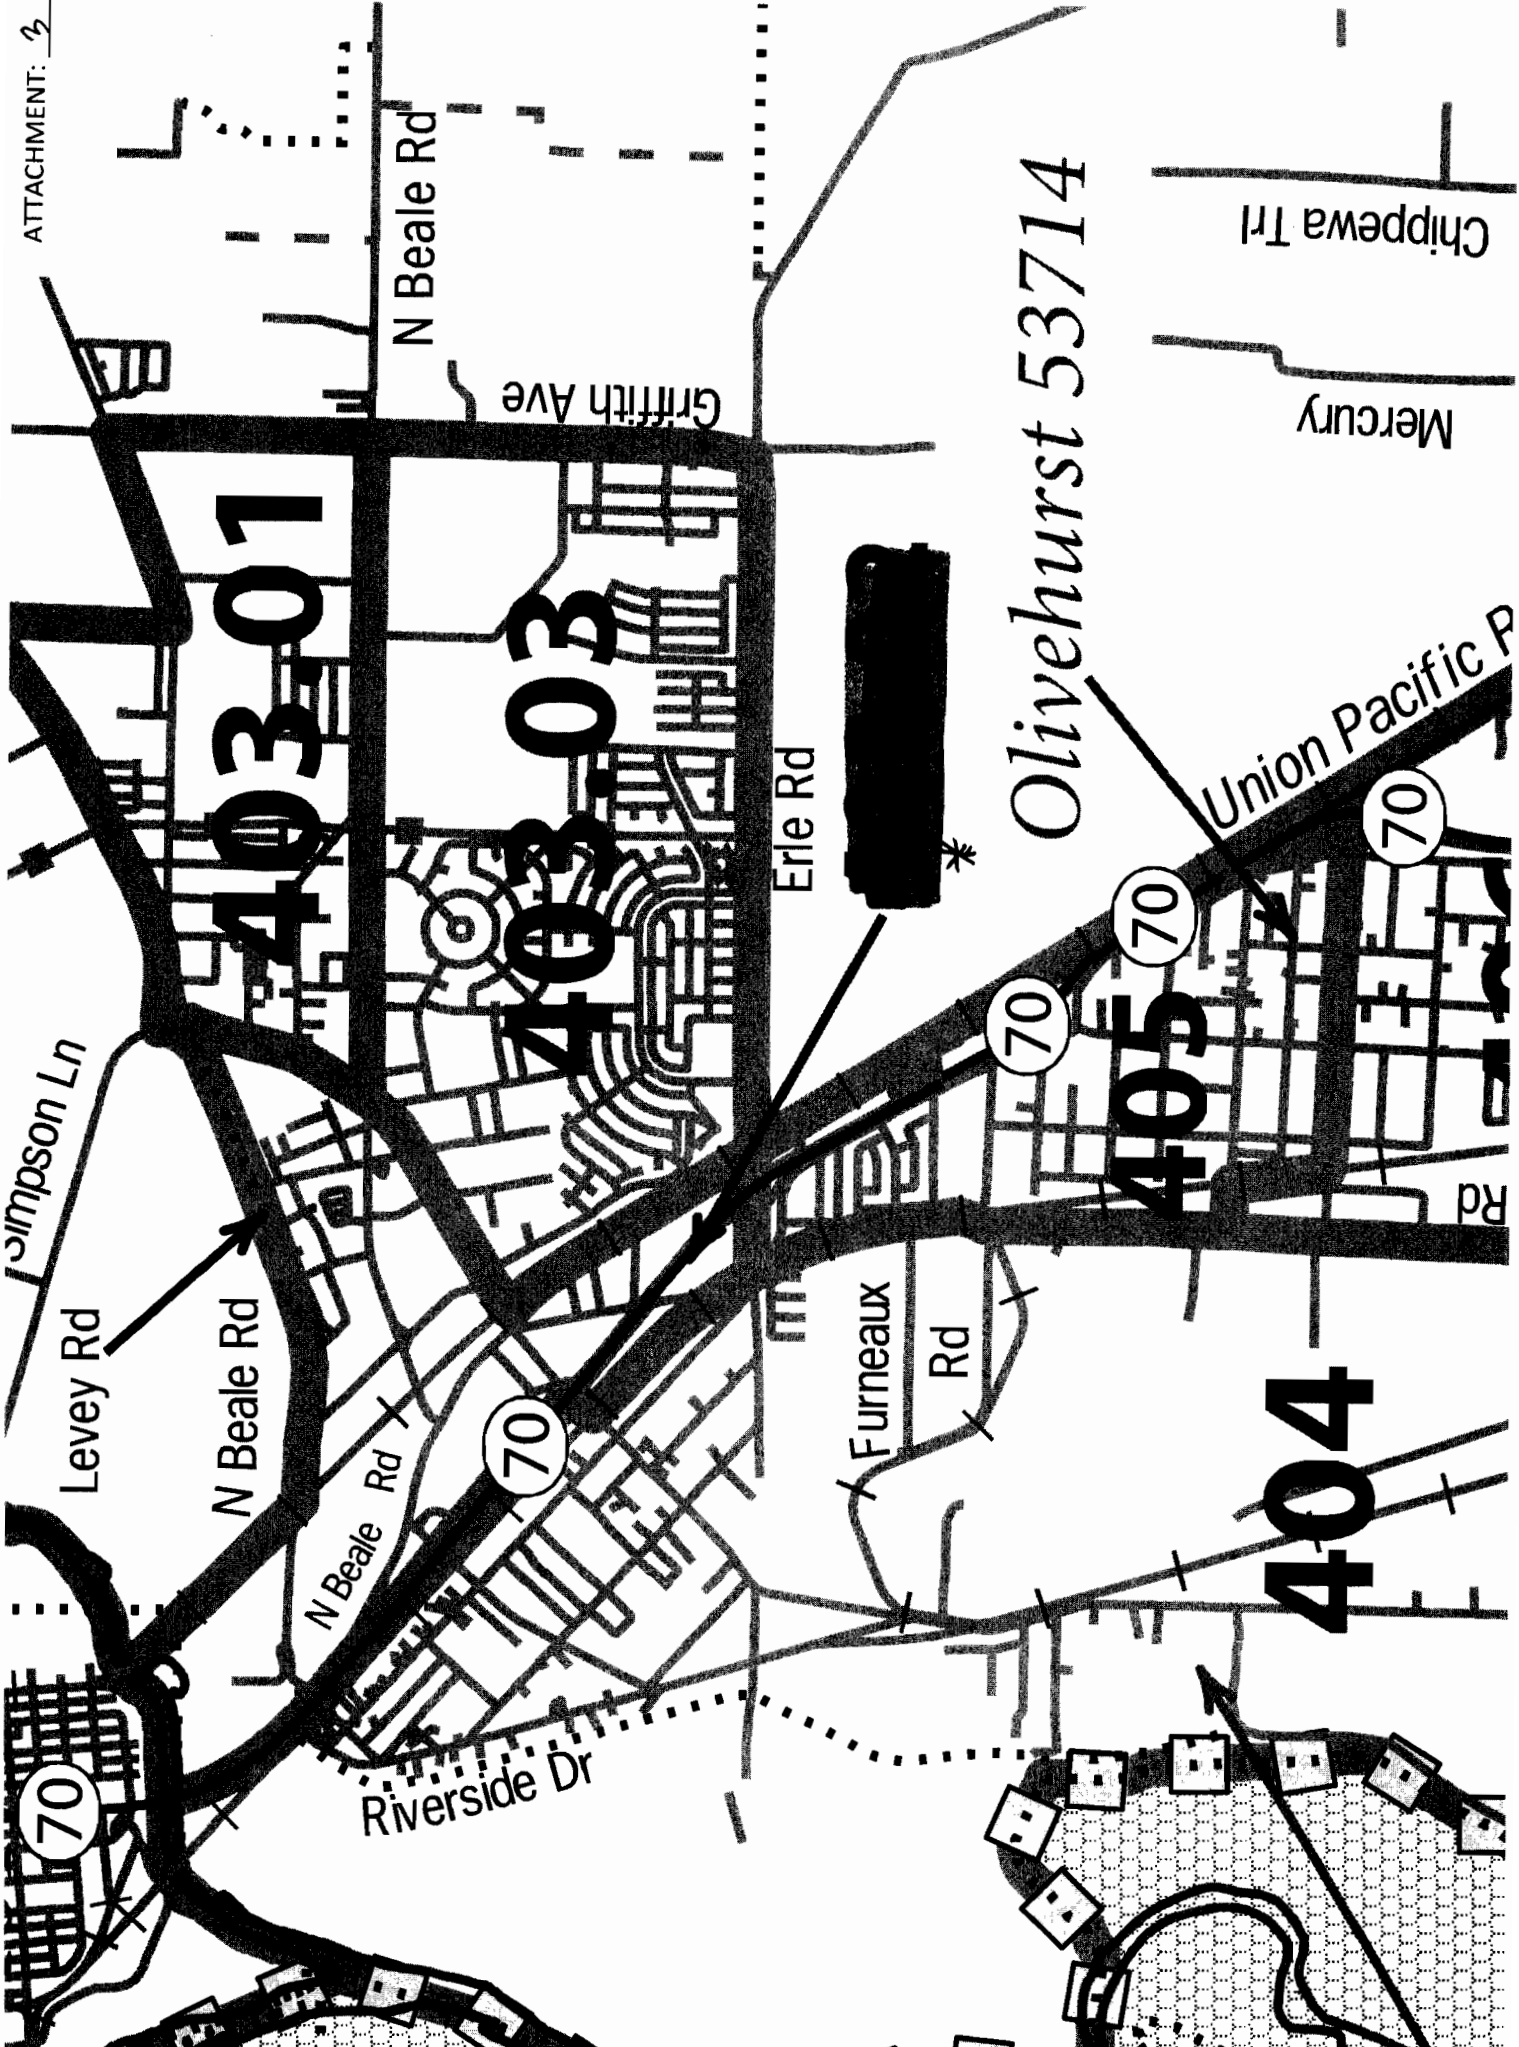 ATTACHMENT: 3
N Beale Rd
Griffith Ave
Chippewa Trl
Mercury
403.01
403.03
Olivehurst 53714
Erle Rd
*
Union Pacific R
70
70
70
405
Simpson Ln
Levey Rd
N Beale Rd
N Beale Rd
70
Furneaux
Rd
Rd
404
Riverside Dr
70